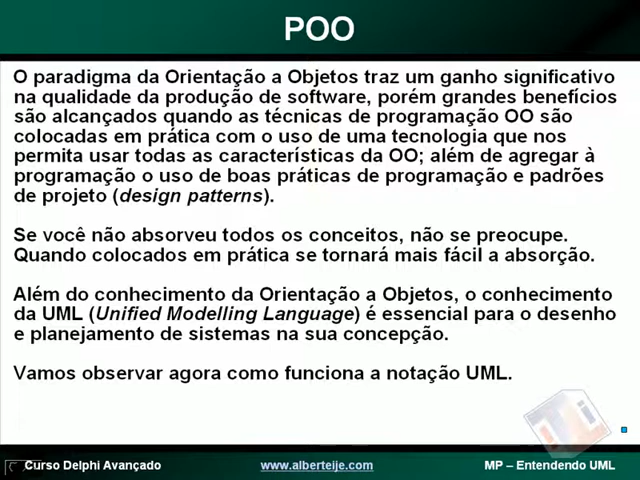 POO
O paradigma da Orientação a Objetos traz um ganho significativo
na qualidade da produção de software, porém grandes benefícios
são alcançados quando as técnicas de programação OO são
colocadas em prática com o uso de uma tecnologia que nos
permita usar todas as características da OO; além de agregar à
programação o uso de boas práticas de programação e padrões
de projeto (design patterns).
Se você não absorveu todos os conceitos, não se preocupe.
Quando colocados em prática se tornará mais fácil a absorção.
Além do conhecimento da Orientação a Objetos, o conhecimento
da UML (Unified Modelling Language) é essencial para o desenho
e planejamento de sistemas na sua concepção.
Vamos observar agora como funciona a notação UML.
Curso Delphi Avançado www.alberteije.com MP – Entendendo UML